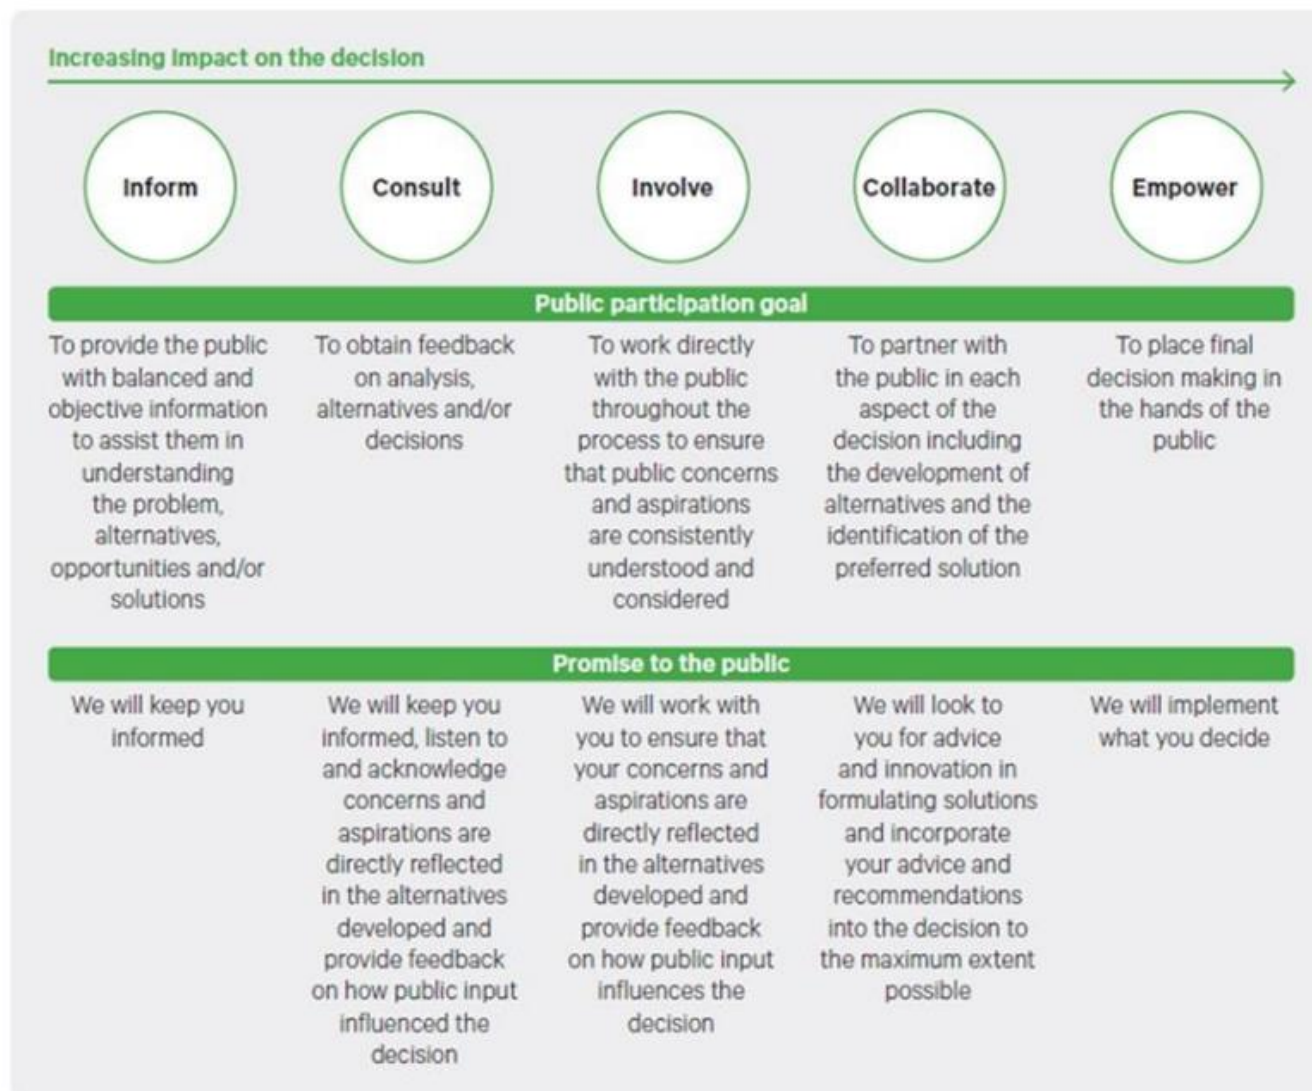 Increasing impact on the decision
Inform
Consult
Involve
Collaborate
Empower
Public participation goal
To provide the public
with balanced and
objective information
to assist them in
understanding
the problem,
alternatives,
opportunities and/or
solutions
To obtain feedback
on analysis,
alternatives and/or
decisions
To work directly
with the public
throughout the
process to ensure
that public concerns
and aspirations
are consistently
understood and
considered
To partner with
the public in each
aspect of the
decision including
the development of
alternatives and the
identification of the
preferred solution
To place final
decision making in
the hands of the
public
Promise to the public
We will keep you
informed
We will keep you
informed, listen to
and acknowledge
concerns and
aspirations are
directly reflected
in the alternatives
developed and
provide feedback
on how public input
influenced the
decision
We will work with
you to ensure that
your concerns and
aspirations are
directly reflected
in the alternatives
developed and
provide feedback
on how public input
influences the
decision
We will look to
you for advice
and innovation in
formulating solutions
and incorporate
your advice and
recommendations
into the decision to
the maximum extent
possible
We will implement
what you decide